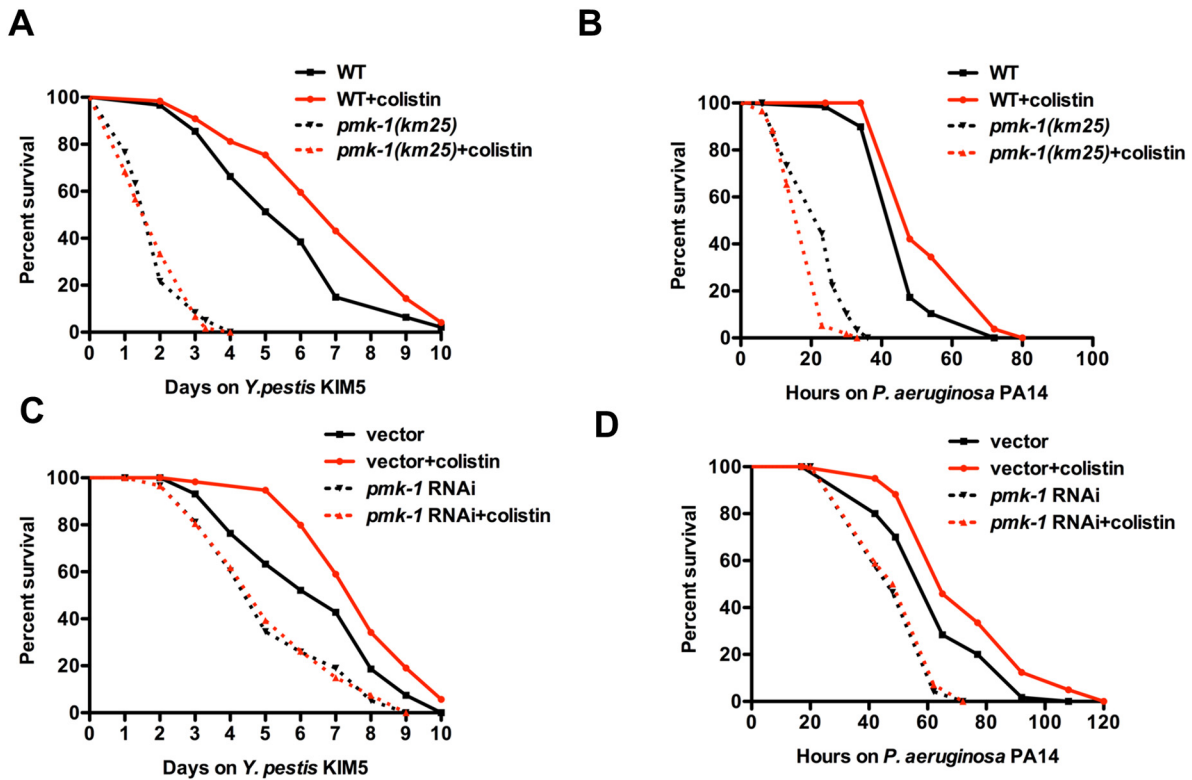 A
WT
WT+colistin
pmk-1(km25)
pmk-1(km25)+colistin
Percent survival
100
80
60
40
20
0
0 1 2 3 4 5 6 7 8 9 10
Days on Y.pestis KIM5
B
WT
WT+colistin
pmk-1(km25)
pmk-1(km25)+colistin
Percent survival
100
80
60
40
20
0
0 20 40 60 80 100
Hours on P. aeruginosa PA14
C
vector
vector+colistin
pmk-1 RNAi
pmk-1 RNAi+colistin
Percent survival
100
80
60
40
20
0
0 1 2 3 4 5 6 7 8 9 10
Days on Y. pestis KIM5
D
vector
vector+colistin
pmk-1 RNAi
pmk-1 RNAi+colistin
Percent survival
100
80
60
40
20
0
0 20 40 60 80 100 120
Hours on P. aeruginosa PA14